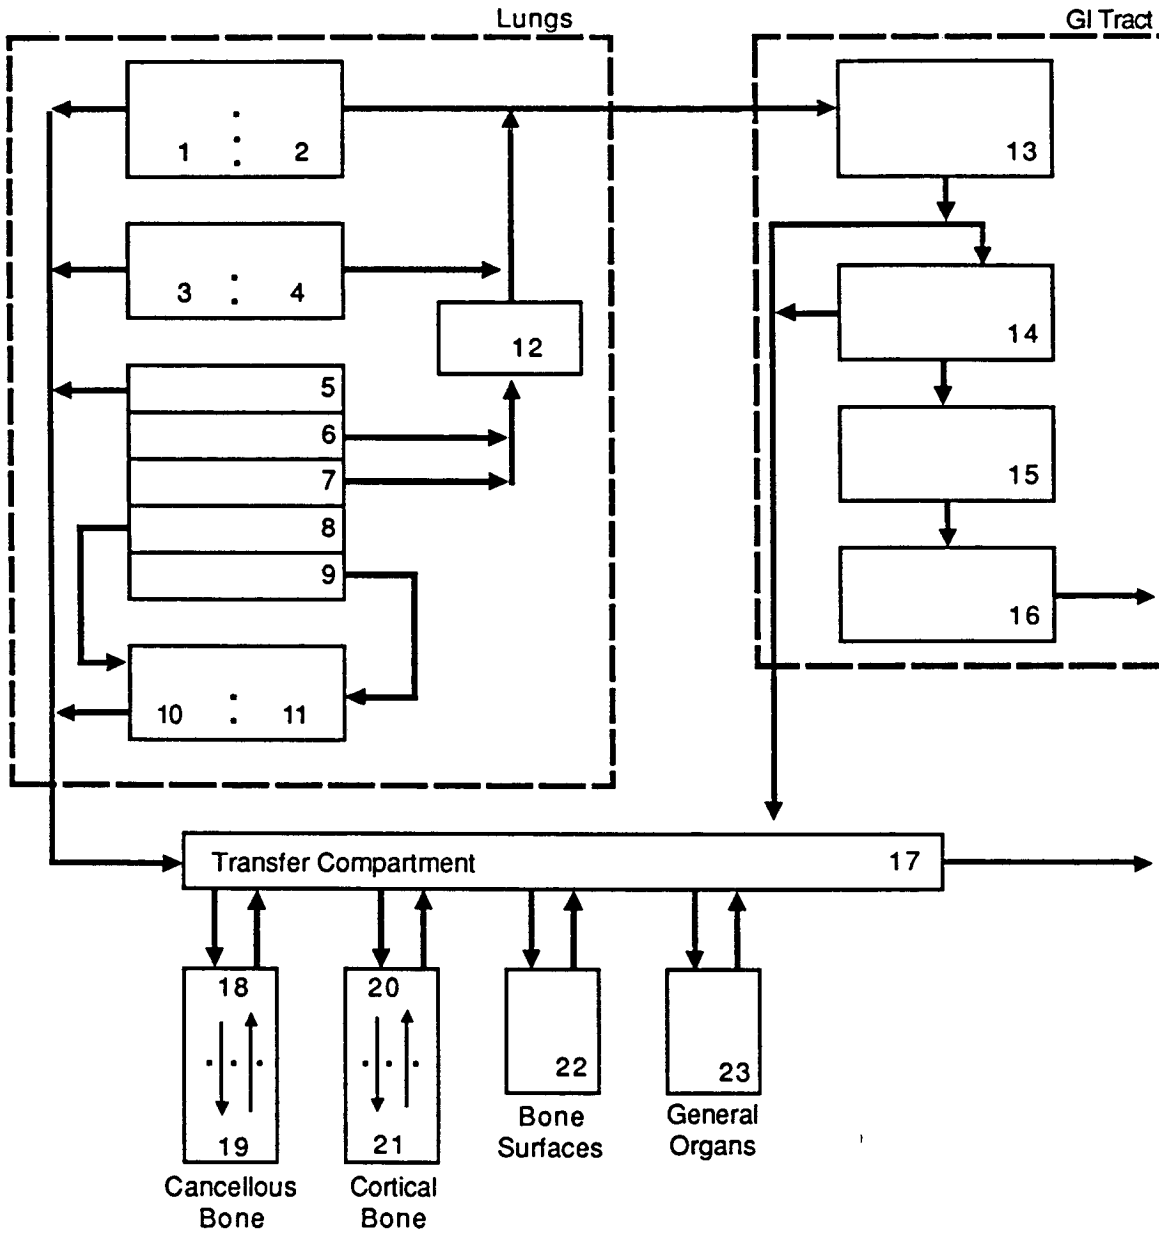 Lungs
GI Tract
1 2
13
3 4
12
14
5
6
7
8
9
15
16
10 11
Transfer Compartment 17
18
19
20
21
22
23
Cancellous
Bone
Cortical
Bone
Bone
Surfaces
General
Organs